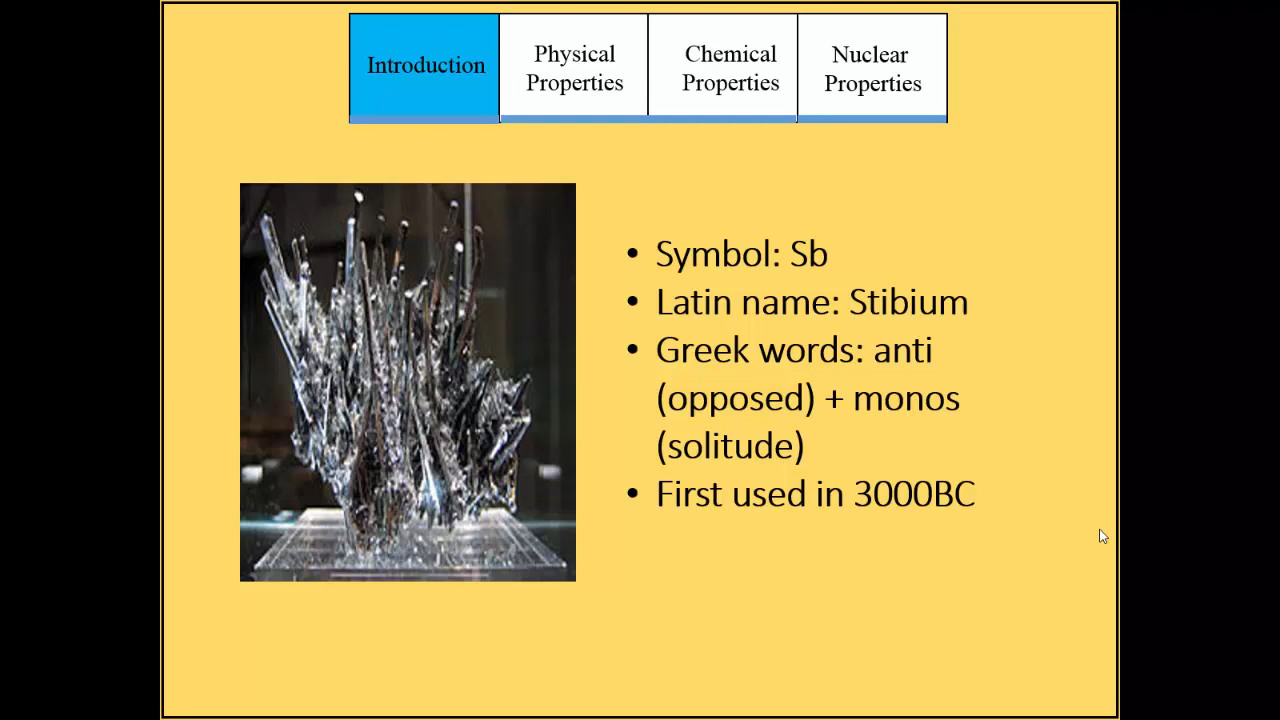 Introduction
Physical
Properties
Chemical
Properties
Nuclear
Properties
• Symbol: Sb
• Latin name: Stibium
• Greek words: anti
(opposed) + monos
(solitude)
• First used in 3000BC